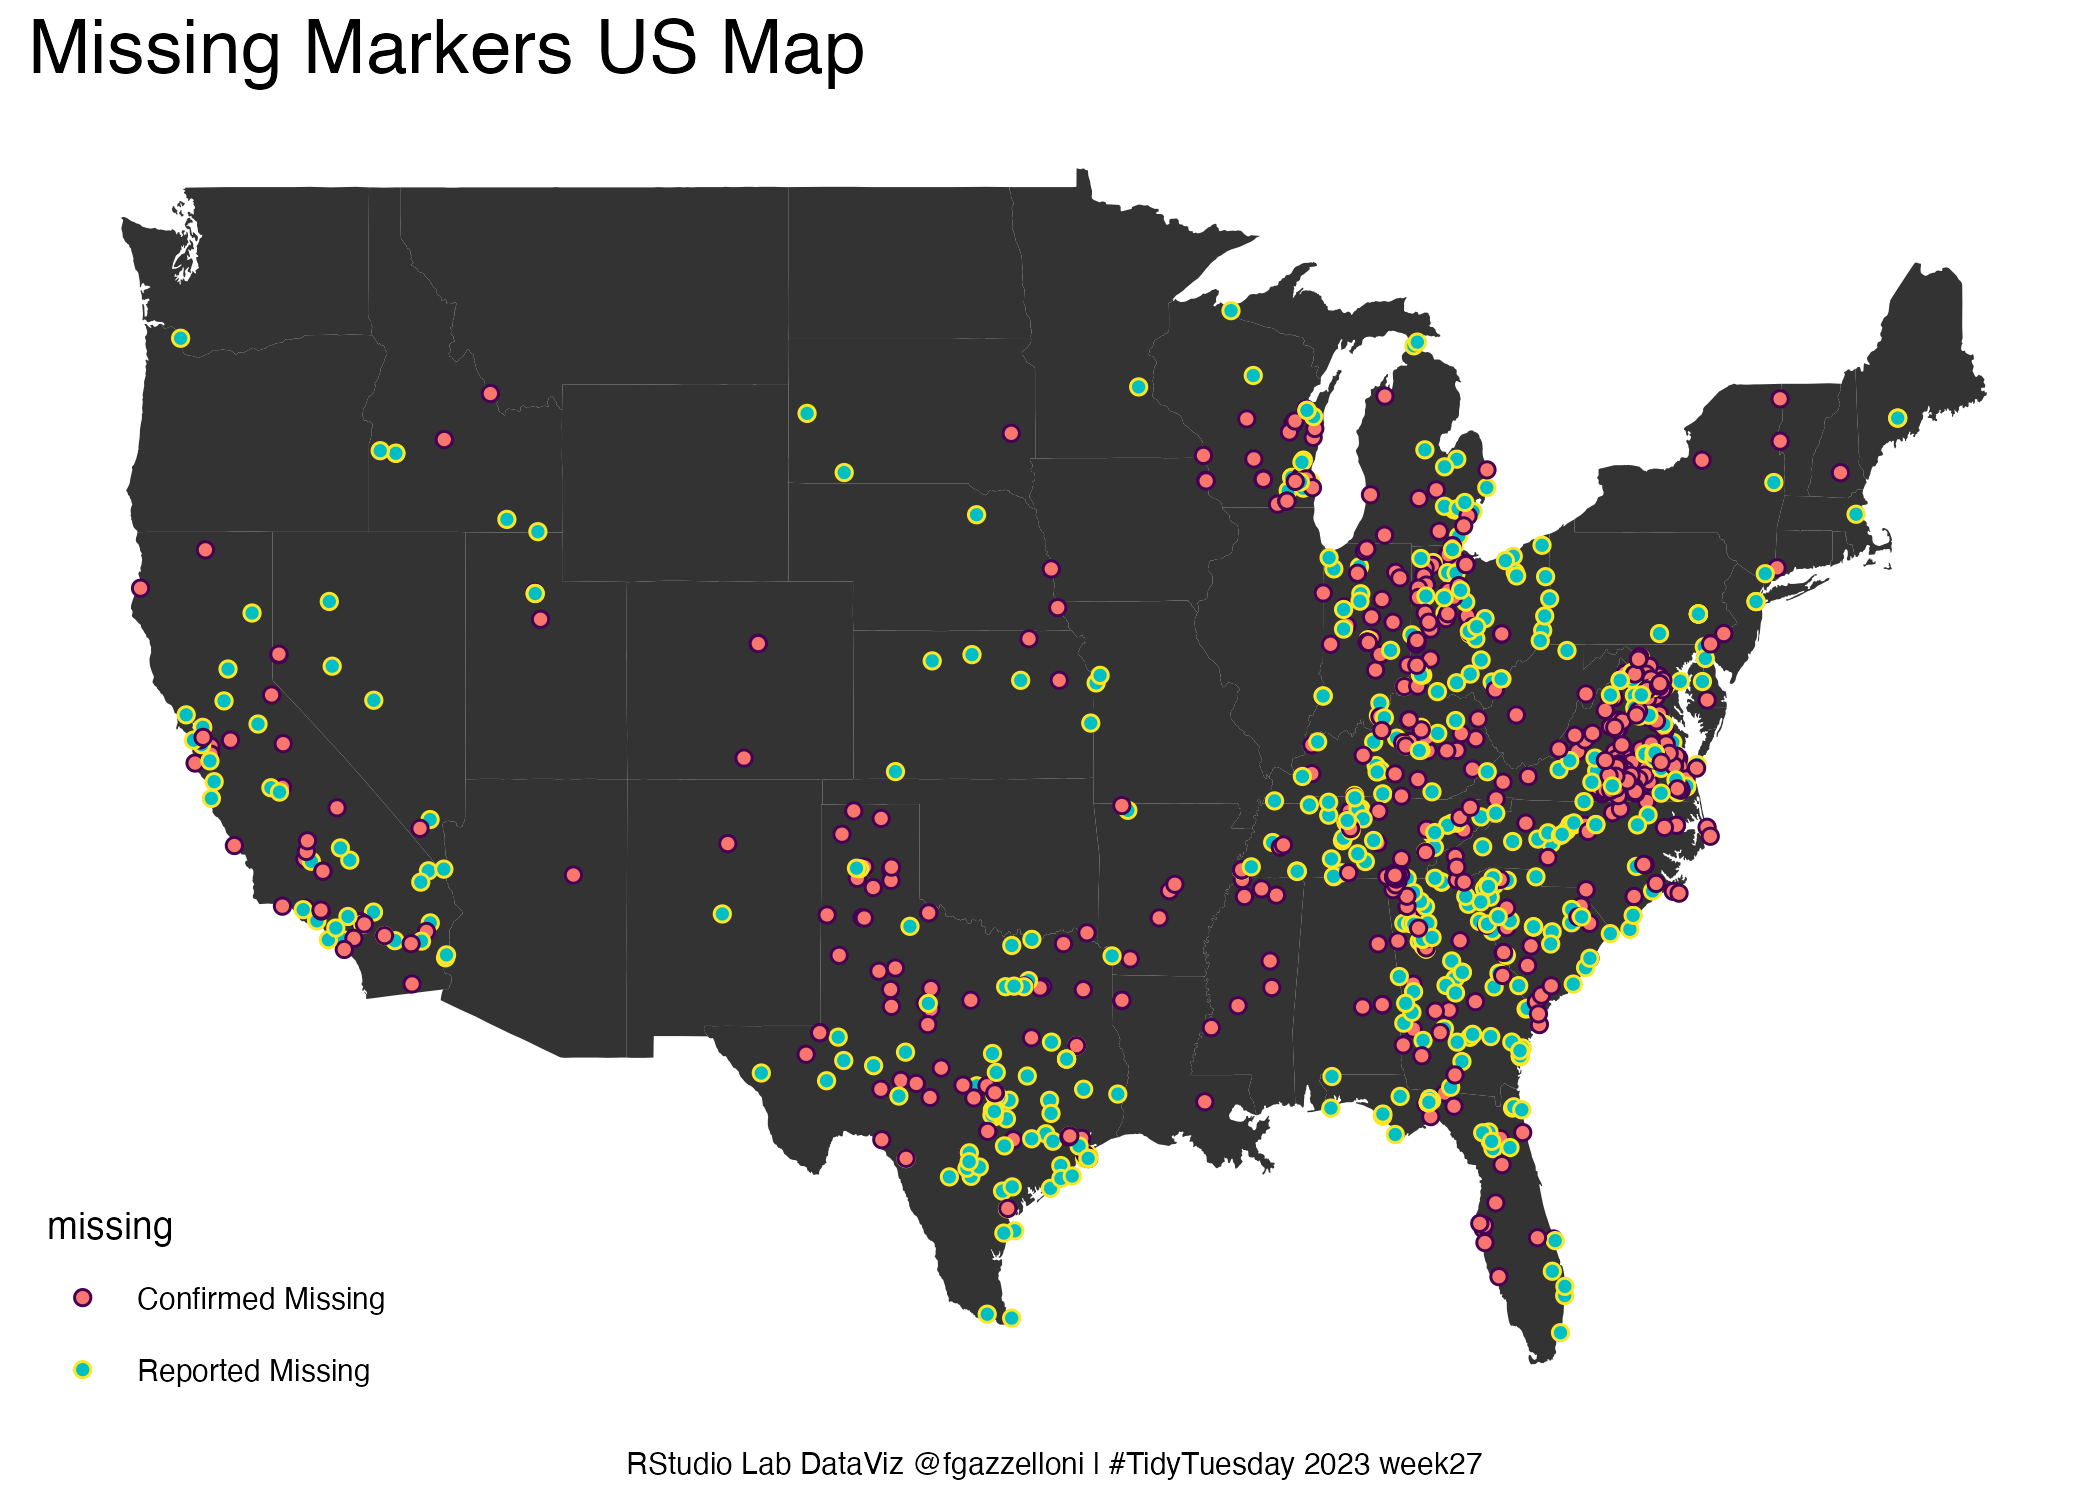 Missing Markers US Map
missing
Confirmed Missing
Reported Missing
RStudio Lab DataViz @fgazzelloni | #TidyTuesday 2023 week27